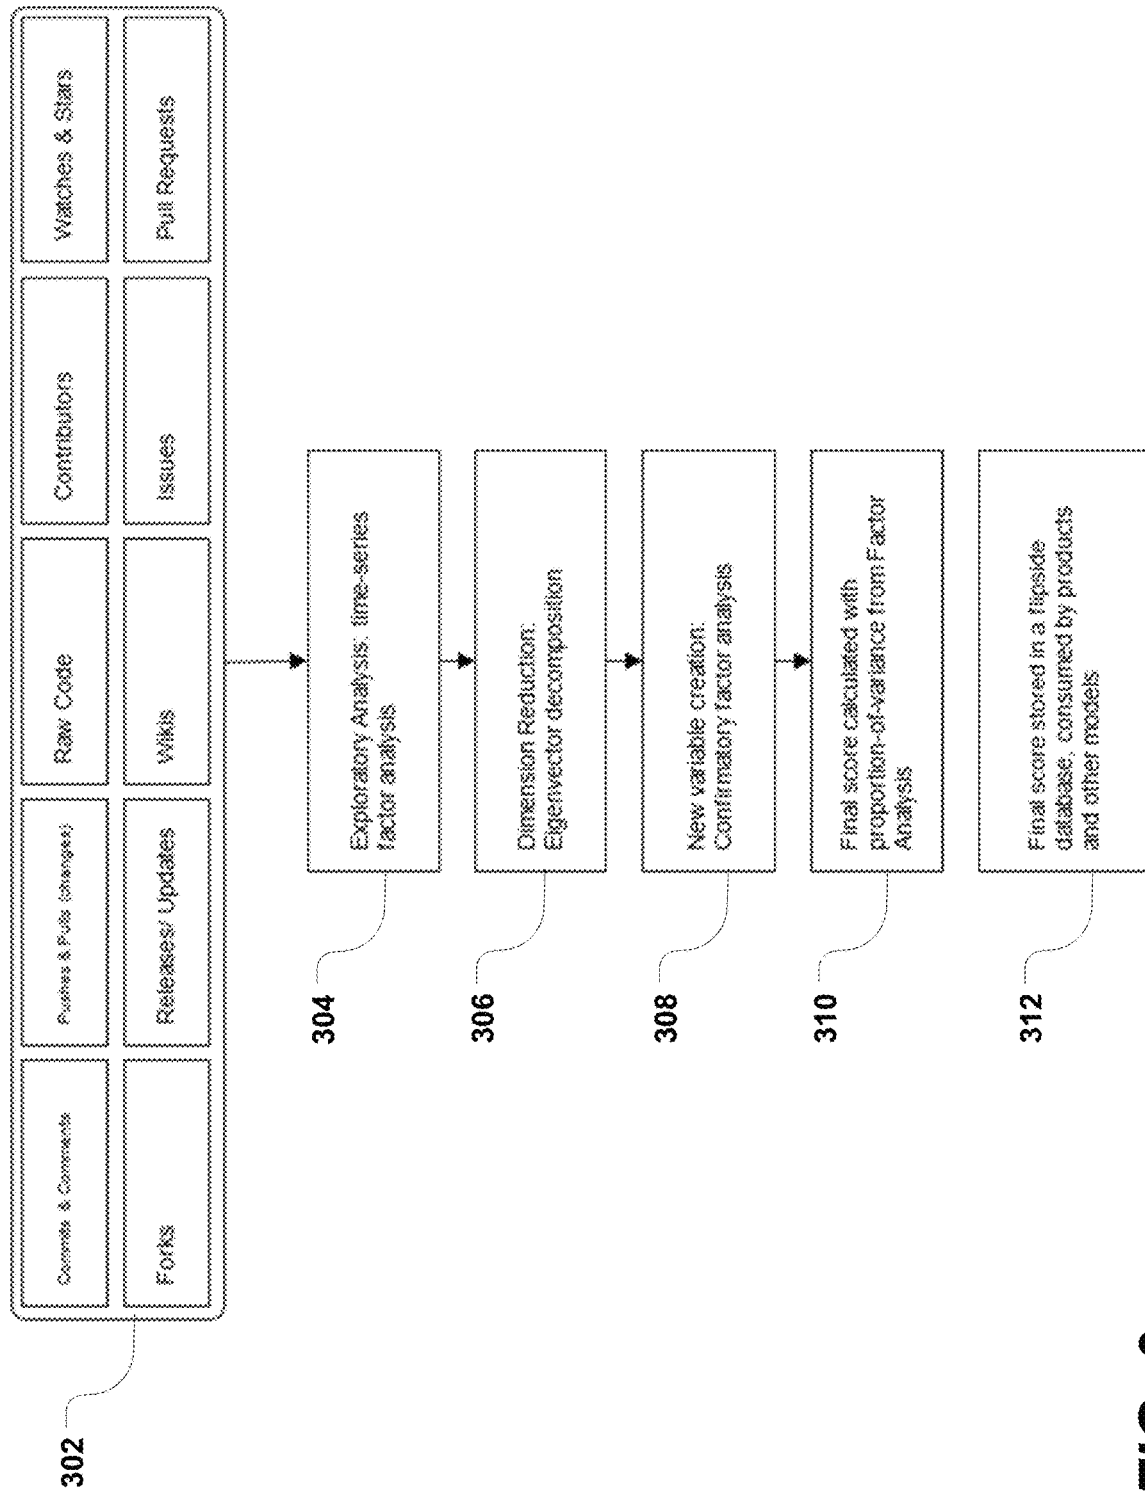 302
Commits & Comments
Pushes & Pulls (changes)
Raw Code
Contributors
Watches & Stars
Forks
Releases/ Updates
Wikis
Issues
Pull Requests
304
Exploratory Analysis: time-series
factor analysis
306
Dimension Reduction:
Eigenvector decomposition
308
New variable creation:
Confirmatory factor analysis
310
Final score calculated with
proportion-of-variance from Factor
Analysis
312
Final score stored in a flipside
database, consumed by products
and other models